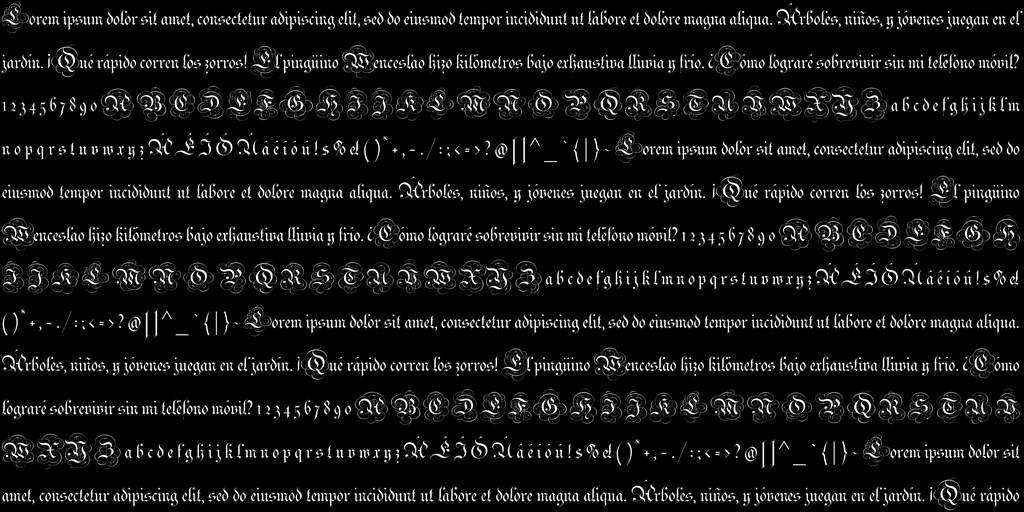 Lorem ipsum dolor sit amet, consectetur adipiscing elit, sed do eiusmod tempor incididunt ut labore et dolore magna aliqua. Árboles, niños, y jóvenes juegan en el
jardín. ¡Qué rápido corren los zorros! El pingüino Wenceslao hizo kilómetros bajo exhaustiva lluvia y frío. ¿Cómo lograré sobrevivir sin mi teléfono móvil?
1 2 3 4 5 6 7 8 9 0 A B C D E F G H I J K L M N O P Q R S T U V W X Y Z a b c d e f g h i j k l m
n o p q r s t u v w x y z Á É Í Ó Ú á é í ó ú ! $ % & ( ) * + , - . / : ; < = > ? @ | | ^ _ ` { | } ~ Lorem ipsum dolor sit amet, consectetur adipiscing elit, sed do
eiusmod tempor incididunt ut labore et dolore magna aliqua. Árboles, niños, y jóvenes juegan en el jardín. ¡Qué rápido corren los zorros! El pingüino
Wenceslao hizo kilómetros bajo exhaustiva lluvia y frío. ¿Cómo lograré sobrevivir sin mi teléfono móvil? 1 2 3 4 5 6 7 8 9 0 A B C D E F G H
I J K L M N O P Q R S T U V W X Y Z a b c d e f g h i j k l m n o p q r s t u v w x y z Á É Í Ó Ú á é í ó ú ! $ % &
( ) * + , - . / : ; < = > ? @ | | ^ _ ` { | } ~ Lorem ipsum dolor sit amet, consectetur adipiscing elit, sed do eiusmod tempor incididunt ut labore et dolore magna aliqua.
Árboles, niños, y jóvenes juegan en el jardín. ¡Qué rápido corren los zorros! El pingüino Wenceslao hizo kilómetros bajo exhaustiva lluvia y frío. ¿Cómo
lograré sobrevivir sin mi teléfono móvil? 1 2 3 4 5 6 7 8 9 0 A B C D E F G H I J K L M N O P Q R S T U V
W X Y Z a b c d e f g h i j k l m n o p q r s t u v w x y z Á É Í Ó Ú á é í ó ú ! $ % & ( ) * + , - . / : ; < = > ? @ | | ^ _ ` { | } ~ Lorem ipsum dolor sit
amet, consectetur adipiscing elit, sed do eiusmod tempor incididunt ut labore et dolore magna aliqua. Árboles, niños, y jóvenes juegan en el jardín. ¡Qué rápido